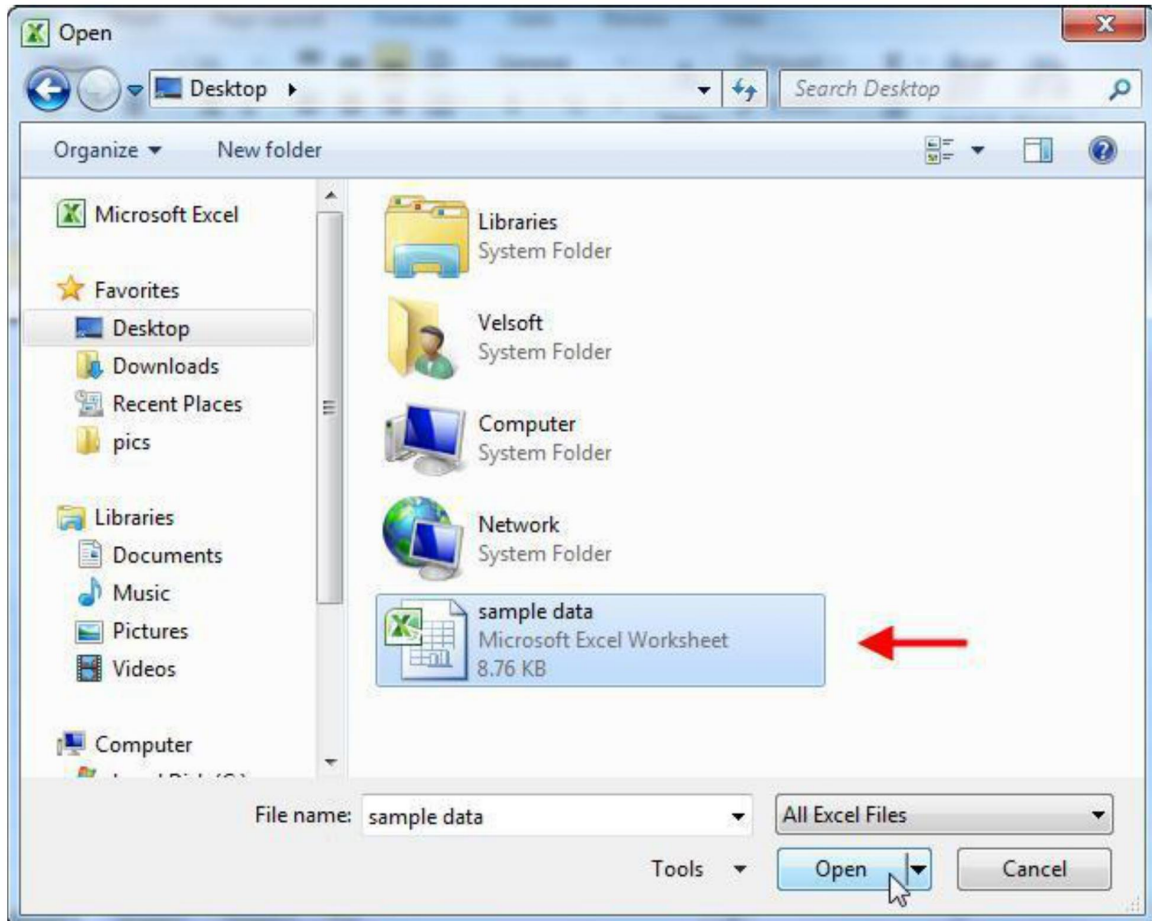 Open
Desktop
Search Desktop
Organize
New folder
Microsoft Excel
Favorites
Desktop
Downloads
Recent Places
pics
Libraries
Documents
Music
Pictures
Videos
Computer
Libraries
System Folder
Velsoft
System Folder
Computer
System Folder
Network
System Folder
sample data
Microsoft Excel Worksheet
8.76 KB
File name: sample data
All Excel Files
Tools
Open
Cancel